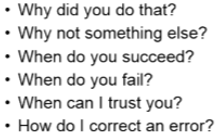 • Why did you do that?
• Why not something else?
• When do you succeed?
• When do you fail?
• When can I trust you?
• How do I correct an error?